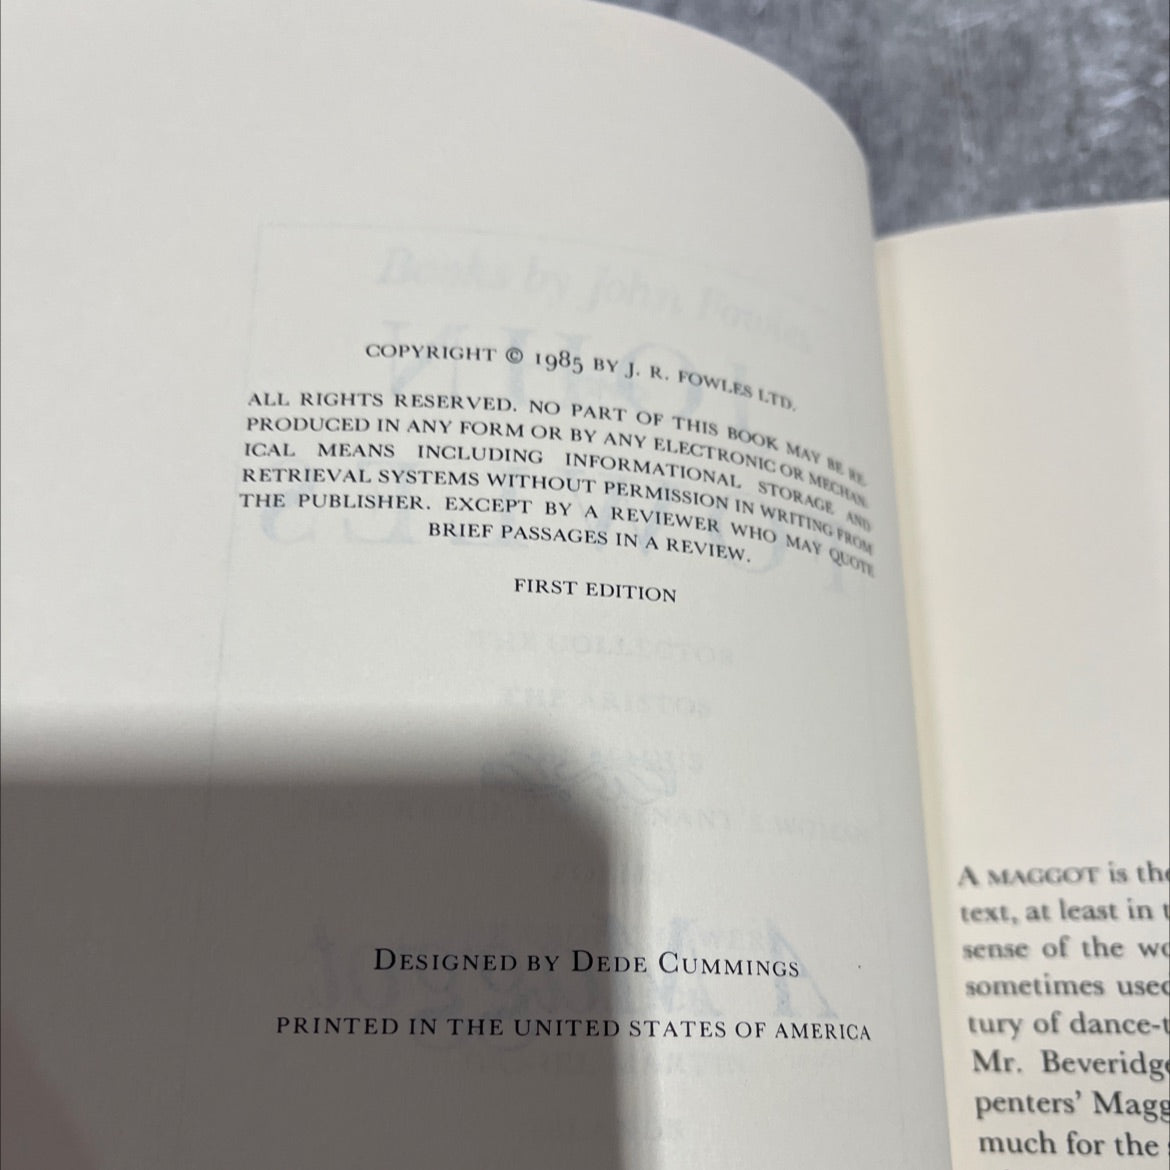 COPYRIGHT © 1985 BY J. R. FOWLES LTD.
ALL RIGHTS RESERVED. NO PART OF THIS BOOK MAY BE RE-
PRODUCED IN ANY FORM OR BY ANY ELECTRONIC OR MECHAN-
ICAL MEANS INCLUDING INFORMATIONAL STORAGE AND
RETRIEVAL SYSTEMS WITHOUT PERMISSION IN WRITING FROM
THE PUBLISHER. EXCEPT BY A REVIEWER WHO MAY QUOTE
BRIEF PASSAGES IN A REVIEW.
FIRST EDITION
DESIGNED BY DEDE CUMMINGS
PRINTED IN THE UNITED STATES OF AMERICA
A MAGGOT is the
text, at least in
sense of the
sometimes used
tury of dance-
Mr. Beveridge
penters' Magg
much for the